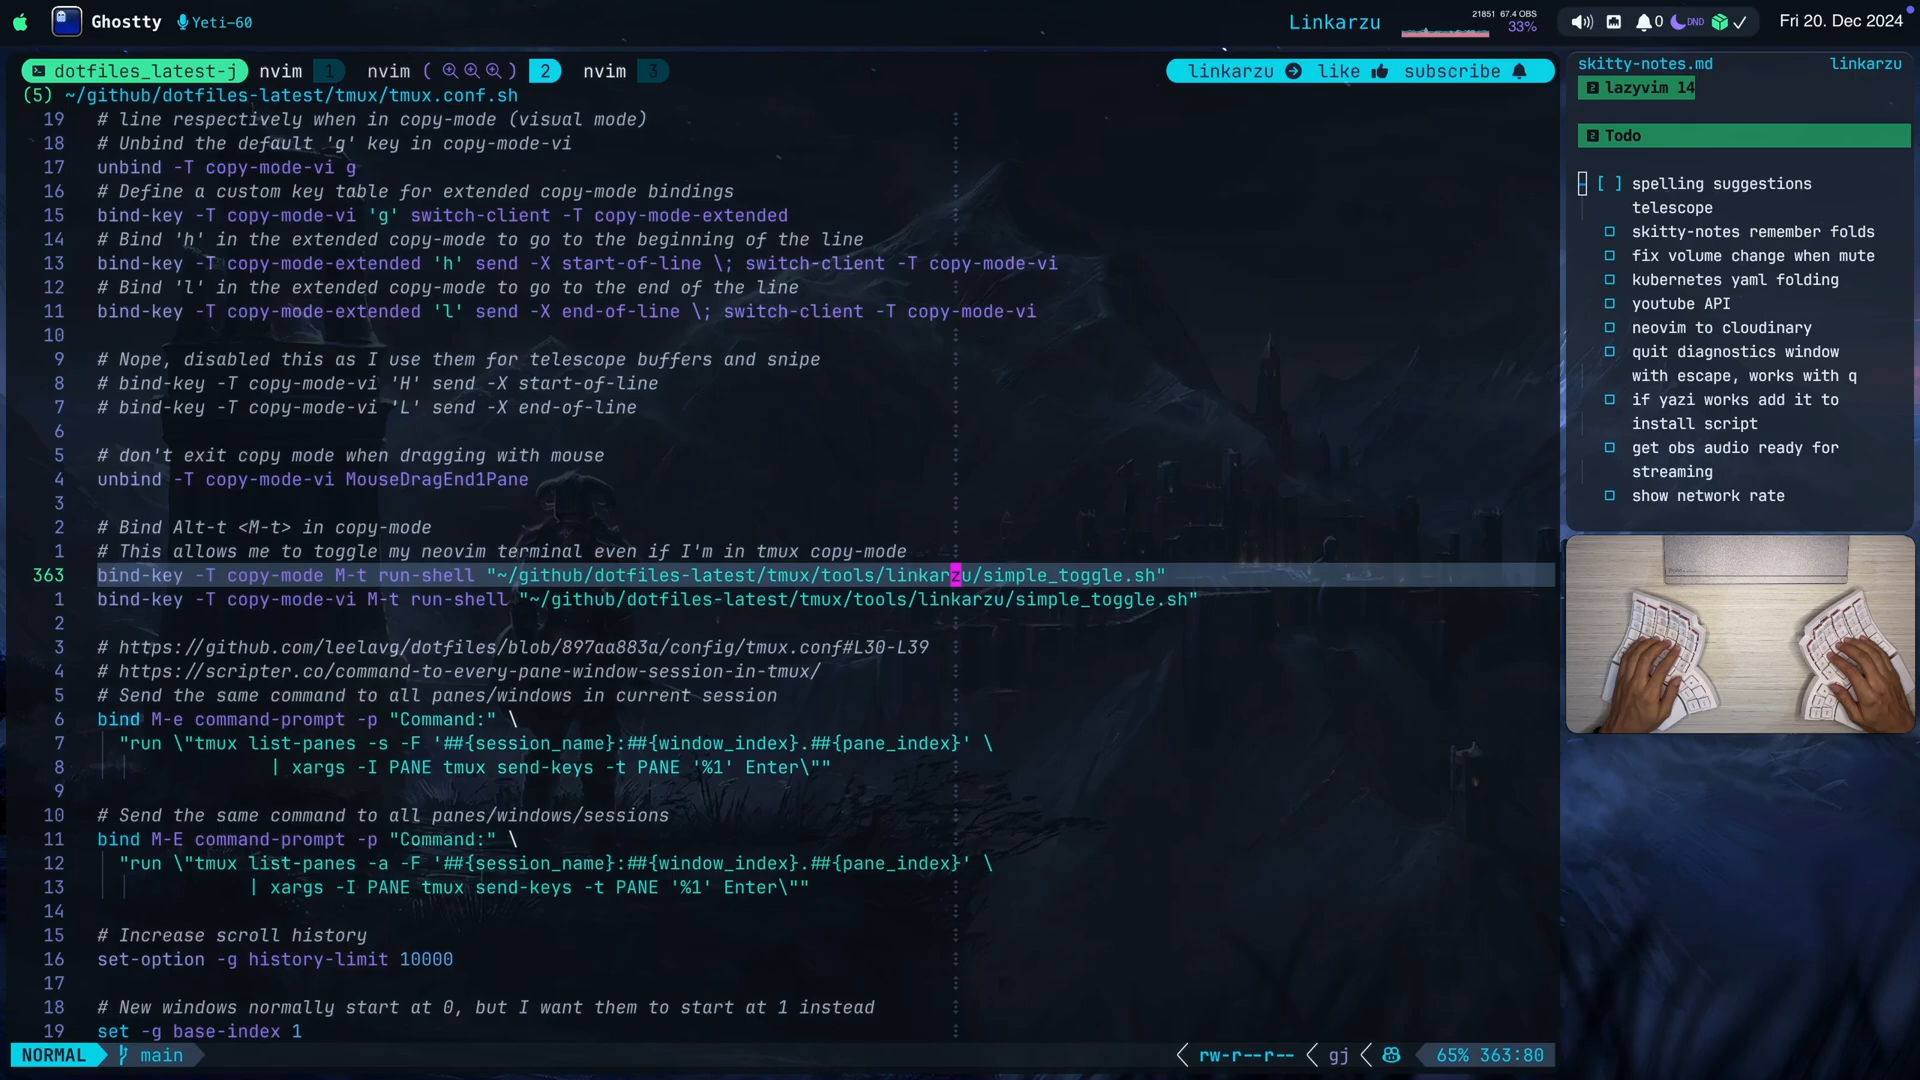 Ghostty Yeti-60 Linkarzu 21851 67.4 OBS 33% 0 DND Fri 20. Dec 2024
dotfiles_latest-j nvim 1 nvim ( ) 2 nvim 3 linkarzu like subscribe
(5) ~/github/dotfiles-latest/tmux/tmux.conf.sh
19 # line respectively when in copy-mode (visual mode)
18 # Unbind the default 'g' key in copy-mode-vi
17 unbind -T copy-mode-vi g
16 # Define a custom key table for extended copy-mode bindings
15 bind-key -T copy-mode-vi 'g' switch-client -T copy-mode-extended
14 # Bind 'h' in the extended copy-mode to go to the beginning of the line
13 bind-key -T copy-mode-extended 'h' send -X start-of-line \; switch-client -T copy-mode-vi
12 # Bind 'l' in the extended copy-mode to go to the end of the line
11 bind-key -T copy-mode-extended 'l' send -X end-of-line \; switch-client -T copy-mode-vi
10
9 # Nope, disabled this as I use them for telescope buffers and snipe
8 # bind-key -T copy-mode-vi 'H' send -X start-of-line
7 # bind-key -T copy-mode-vi 'L' send -X end-of-line
6
5 # don't exit copy mode when dragging with mouse
4 unbind -T copy-mode-vi MouseDragEnd1Pane
3
2 # Bind Alt-t <M-t> in copy-mode
1 # This allows me to toggle my neovim terminal even if I'm in tmux copy-mode
363 bind-key -T copy-mode M-t run-shell "~/github/dotfiles-latest/tmux/tools/linkarzu/simple_toggle.sh"
1 bind-key -T copy-mode-vi M-t run-shell "~/github/dotfiles-latest/tmux/tools/linkarzu/simple_toggle.sh"
2
3 # https://github.com/leelavg/dotfiles/blob/897aa883a/config/tmux.conf#L30-L39
4 # https://scripter.co/command-to-every-pane-window-session-in-tmux/
5 # Send the same command to all panes/windows in current session
6 bind M-e command-prompt -p "Command:" \
7 "run \"tmux list-panes -s -F '##{session_name}:##{window_index}.##{pane_index}' \
8 | xargs -I PANE tmux send-keys -t PANE '%1' Enter\""
9
10 # Send the same command to all panes/windows/sessions
11 bind M-E command-prompt -p "Command:" \
12 "run \"tmux list-panes -a -F '##{session_name}:##{window_index}.##{pane_index}' \
13 | xargs -I PANE tmux send-keys -t PANE '%1' Enter\""
14
15 # Increase scroll history
16 set-option -g history-limit 10000
17
18 # New windows normally start at 0, but I want them to start at 1 instead
19 set -g base-index 1
NORMAL main rw-r--r-- gj 65% 363:80
skitty-notes.md linkarzu
2 lazyvim 14
2 Todo
- [ ] spelling suggestions
telescope
skitty-notes remember folds
fix volume change when mute
kubernetes yaml folding
youtube API
neovim to cloudinary
quit diagnostics window
with escape, works with q
if yazi works add it to
install script
get obs audio ready for
streaming
show network rate